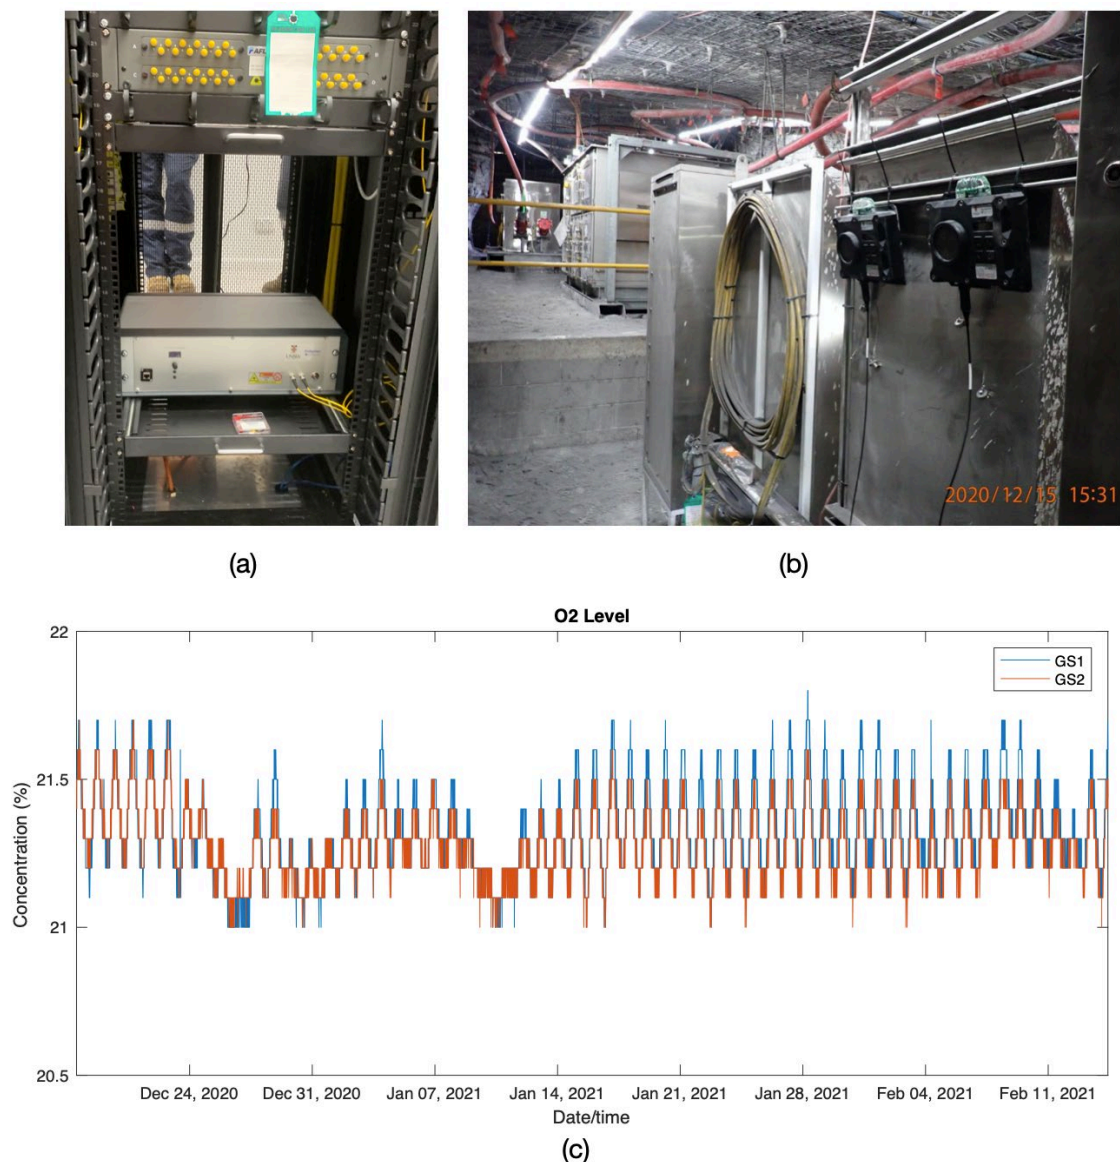 AFL
UNSW
2020/12/15 15:31
(a)
(b)
O2 Level
Concentration (%)
22
21.5
21
20.5
GS1
GS2
Dec 24, 2020
Dec 31, 2020
Jan 07, 2021
Jan 14, 2021
Jan 21, 2021
Jan 28, 2021
Feb 04, 2021
Feb 11, 2021
Date/time
(c)